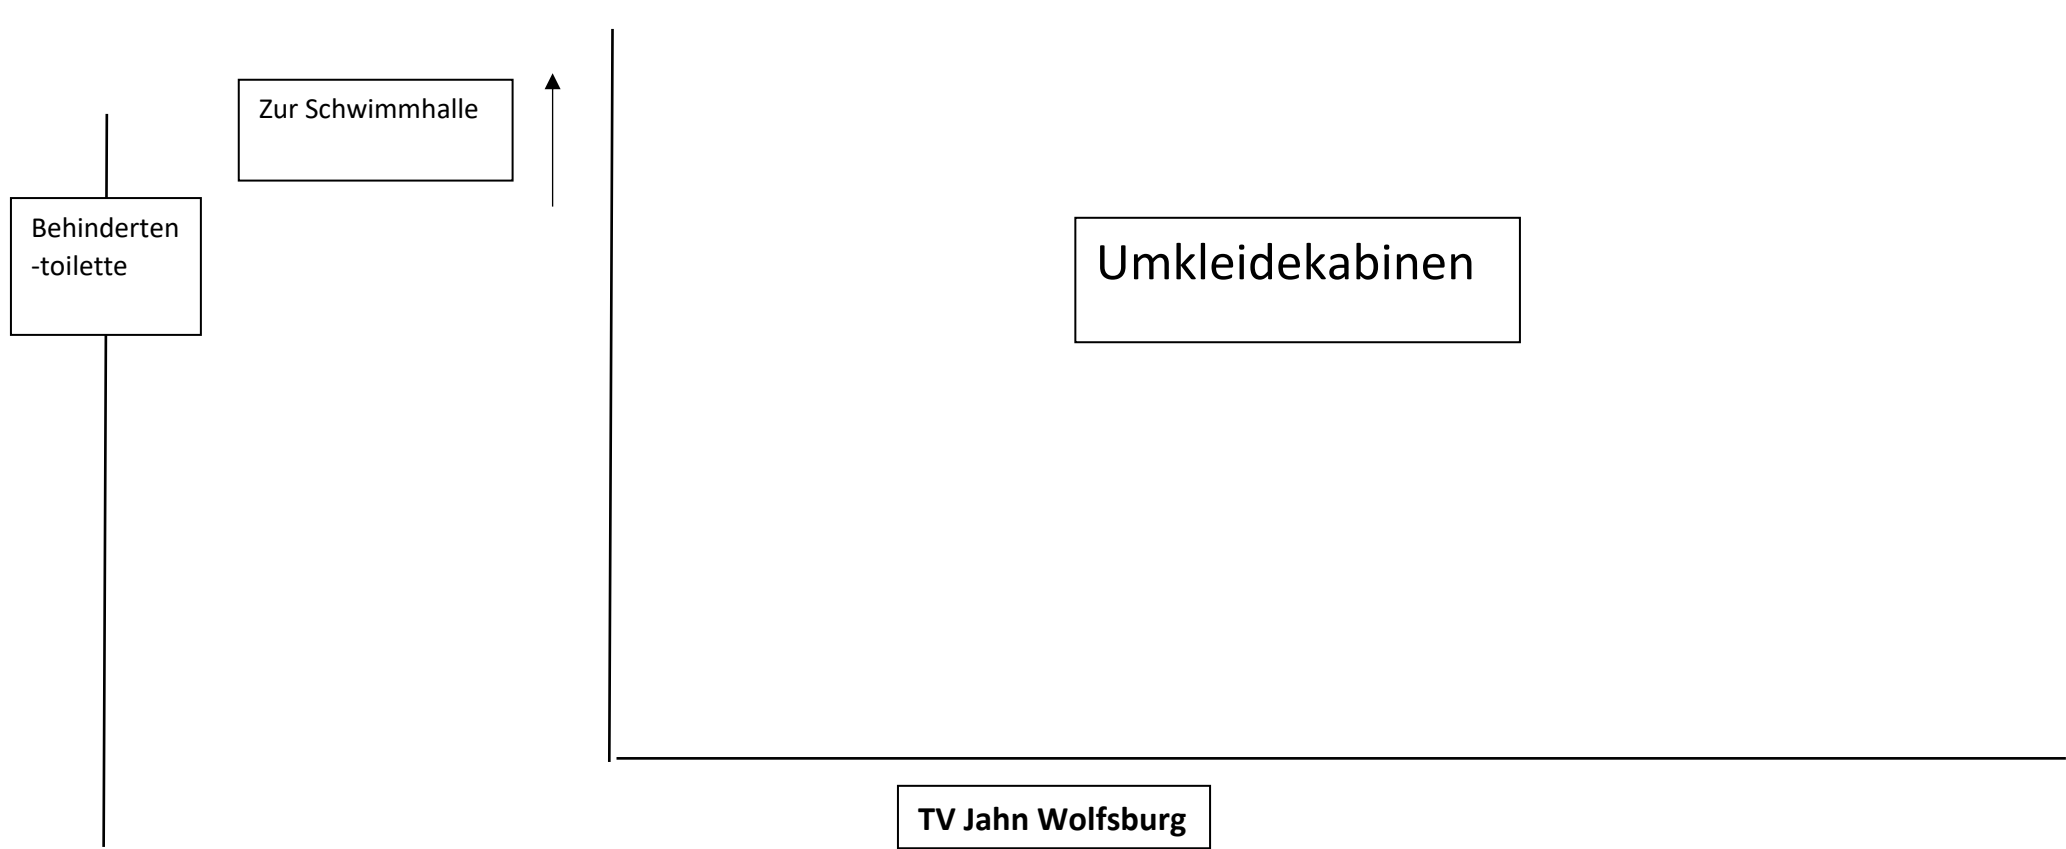 Zur Schwimmhalle
Behinderten
-toilette
Umkleidekabinen
TV Jahn Wolfsburg